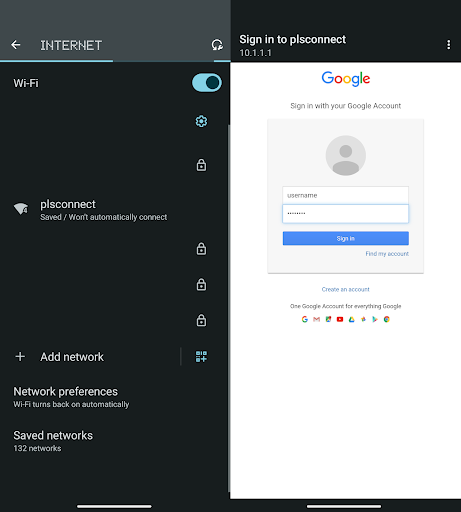 INTERNET
Wi-Fi
plsconnect
Saved / Won't automatically connect
Add network
Network preferences
Wi-Fi turns back on automatically
Saved networks
132 networks
Sign in to plsconnect
10.1.1.1
Google
Sign in with your Google Account
username
••••••••
Sign in
Find my account
Create an account
One Google Account for everything Google